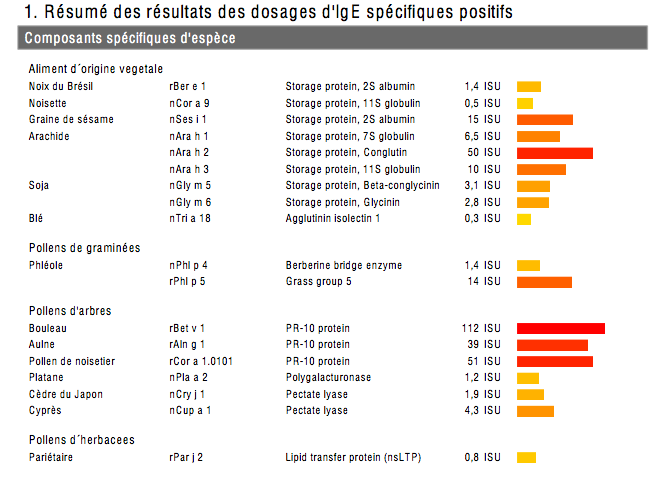 1. Résumé des résultats des dosages d'IgE spécifiques positifs
Composants spécifiques d'espèce
Aliment d´origine vegetale
Noix du Brésil rBer e 1 Storage protein, 2S albumin 1,4 ISU
Noisette nCor a 9 Storage protein, 11S globulin 0,5 ISU
Graine de sésame nSes i 1 Storage protein, 2S albumin 15 ISU
Arachide nAra h 1 Storage protein, 7S globulin 6,5 ISU
nAra h 2 Storage protein, Conglutin 50 ISU
nAra h 3 Storage protein, 11S globulin 10 ISU
Soja nGly m 5 Storage protein, Beta-conglycinin 3,1 ISU
nGly m 6 Storage protein, Glycinin 2,8 ISU
Blé nTri a 18 Agglutinin isolectin 1 0,3 ISU
Pollens de graminées
Phléole nPhl p 4 Berberine bridge enzyme 1,4 ISU
rPhl p 5 Grass group 5 14 ISU
Pollens d'arbres
Bouleau rBet v 1 PR-10 protein 112 ISU
Aulne rAln g 1 PR-10 protein 39 ISU
Pollen de noisetier rCor a 1.0101 PR-10 protein 51 ISU
Platane nPla a 2 Polygalacturonase 1,2 ISU
Cèdre du Japon nCry j 1 Pectate lyase 1,9 ISU
Cyprès nCup a 1 Pectate lyase 4,3 ISU
Pollens d´herbacees
Pariétaire rPar j 2 Lipid transfer protein (nsLTP) 0,8 ISU